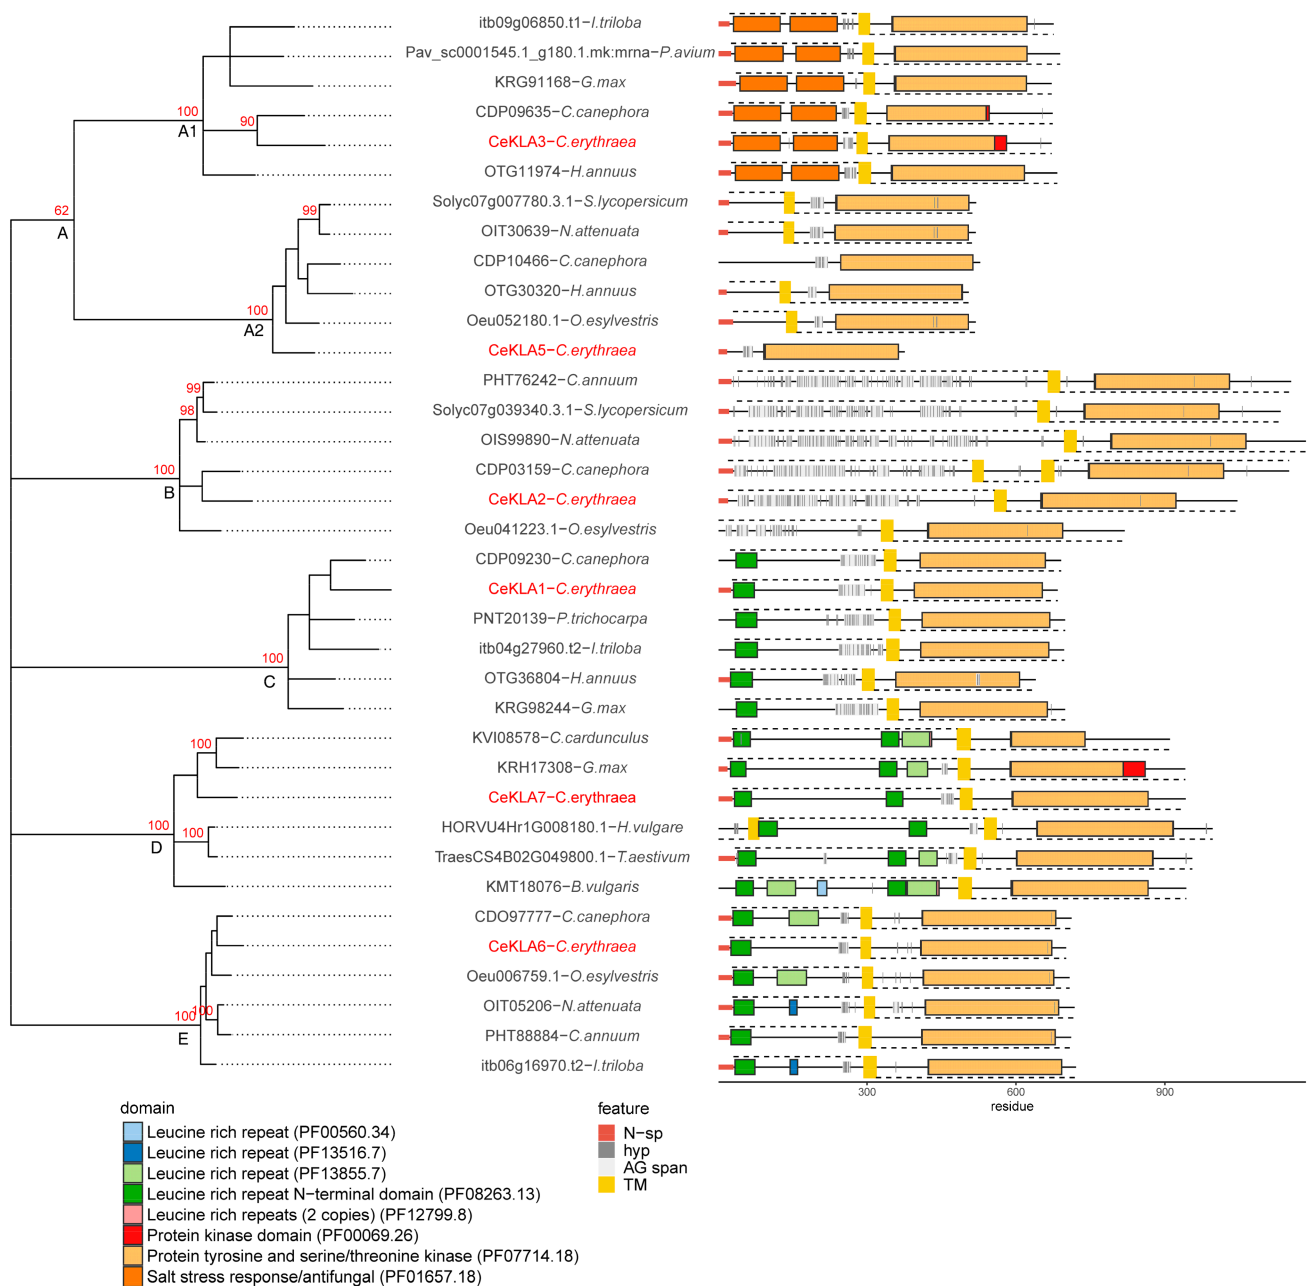 itb09g06850.t1−I.triloba
Pav_sc0001545.1_g180.1.mk:mrna−P.avium
KRG91168−G.max
100
CDP09635−C.canephora
90
A1
CeKLA3−C.erythraea
OTG11974−H.annuus
Solyc07g007780.3.1−S.lycopersicum
62
99
A
OIT30639−N.attenuata
CDP10466−C.canephora
OTG30320−H.annuus
100
Oeu052180.1−O.esylvestris
A2
CeKLA5−C.erythraea
PHT76242−C.annuum
99
98
Solyc07g039340.3.1−S.lycopersicum
OIS99890−N.attenuata
100
CDP03159−C.canephora
B
CeKLA2−C.erythraea
Oeu041223.1−O.esylvestris
CDP09230−C.canephora
CeKLA1−C.erythraea
PNT20139−P.trichocarpa
itb04g27960.t2−I.triloba
100
C
OTG36804−H.annuus
KRG98244−G.max
KVI08578−C.cardunculus
100
KRH17308−G.max
CeKLA7−C.erythraea
100
100
HORVU4Hr1G008180.1−H.vulgare
D
TraesCS4B02G049800.1−T.aestivum
KMT18076−B.vulgaris
CDO97777−C.canephora
CeKLA6−C.erythraea
Oeu006759.1−O.esylvestris
100
100
OIT05206−N.attenuata
E
PHT88884−C.annuum
itb06g16970.t2−I.triloba
300
600
900
residue
domain
Leucine rich repeat (PF00560.34)
Leucine rich repeat (PF13516.7)
Leucine rich repeat (PF13855.7)
Leucine rich repeat N−terminal domain (PF08263.13)
Leucine rich repeats (2 copies) (PF12799.8)
Protein kinase domain (PF00069.26)
Protein tyrosine and serine/threonine kinase (PF07714.18)
Salt stress response/antifungal (PF01657.18)
feature
N−sp
hyp
AG span
TM